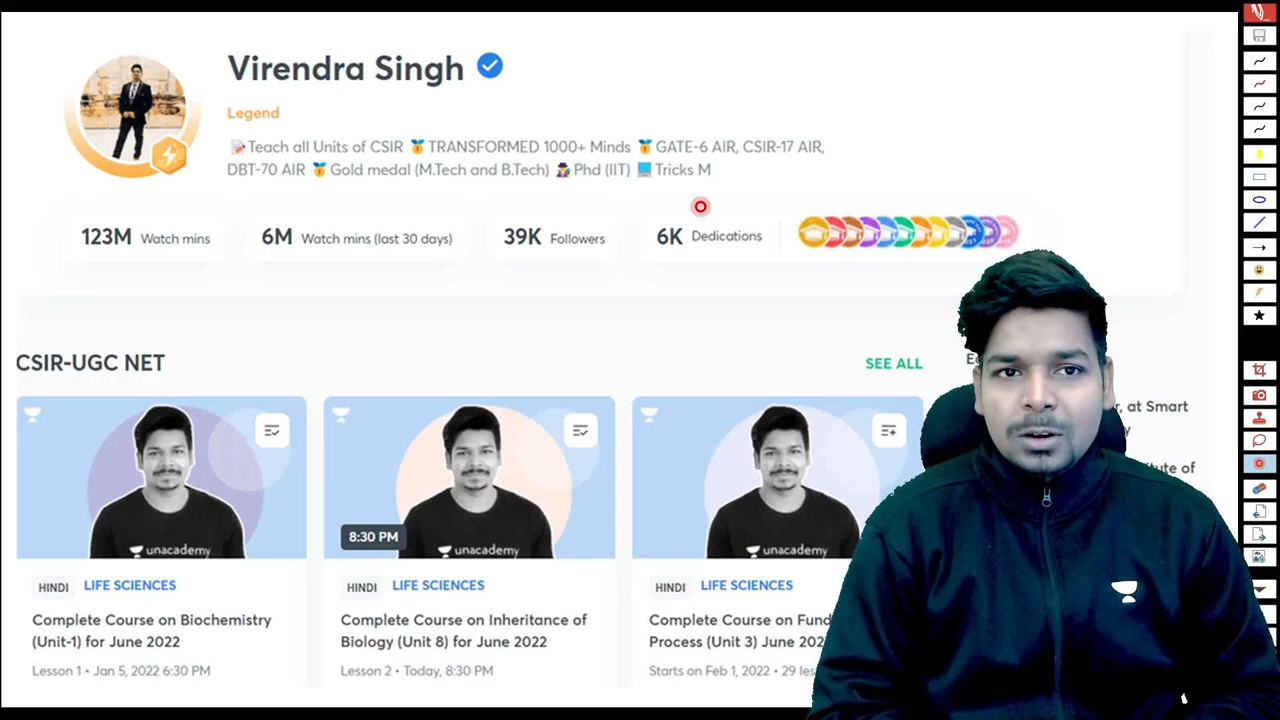 Virendra Singh
Legend
📝Teach all Units of CSIR 🥇TRANSFORMED 1000+ Minds 🥇GATE-6 AIR, CSIR-17 AIR,
DBT-70 AIR 🥇Gold medal (M.Tech and B.Tech) 👩‍🎓Phd (IIT) 💻Tricks M
123M Watch mins
6M Watch mins (last 30 days)
39K Followers
6K Dedications
CSIR-UGC NET
SEE ALL
r, at Smart
unacademy
8:30 PM
unacademy
unacademy
HINDI LIFE SCIENCES
Complete Course on Biochemistry
(Unit-1) for June 2022
Lesson 1 • Jan 5, 2022 6:30 PM
HINDI LIFE SCIENCES
Complete Course on Inheritance of
Biology (Unit 8) for June 2022
Lesson 2 • Today, 8:30 PM
HINDI LIFE SCIENCES
Complete Course on Fund
Process (Unit 3) June 202
Starts on Feb 1, 2022 • 29 les